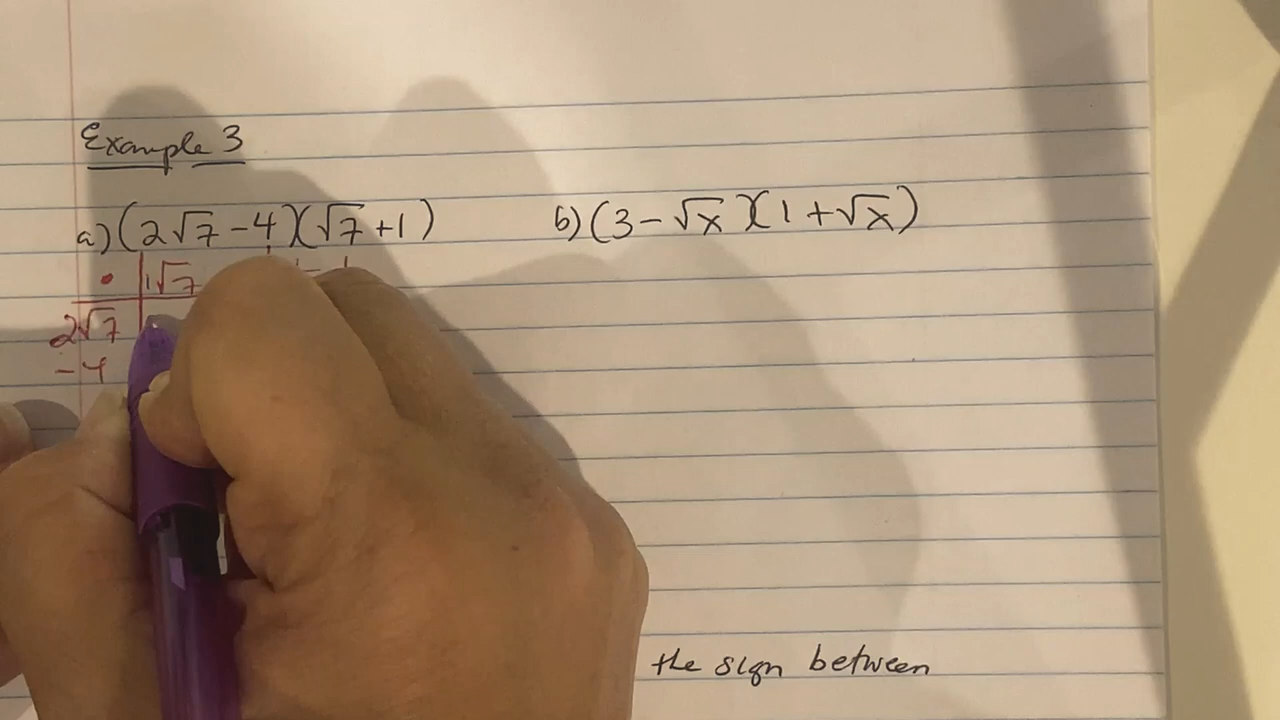 Example 3
a) (2√7 - 4)(√7 + 1) b) (3 - √x)(1 + √x)
• 1√7
2√7
-4
the sign between